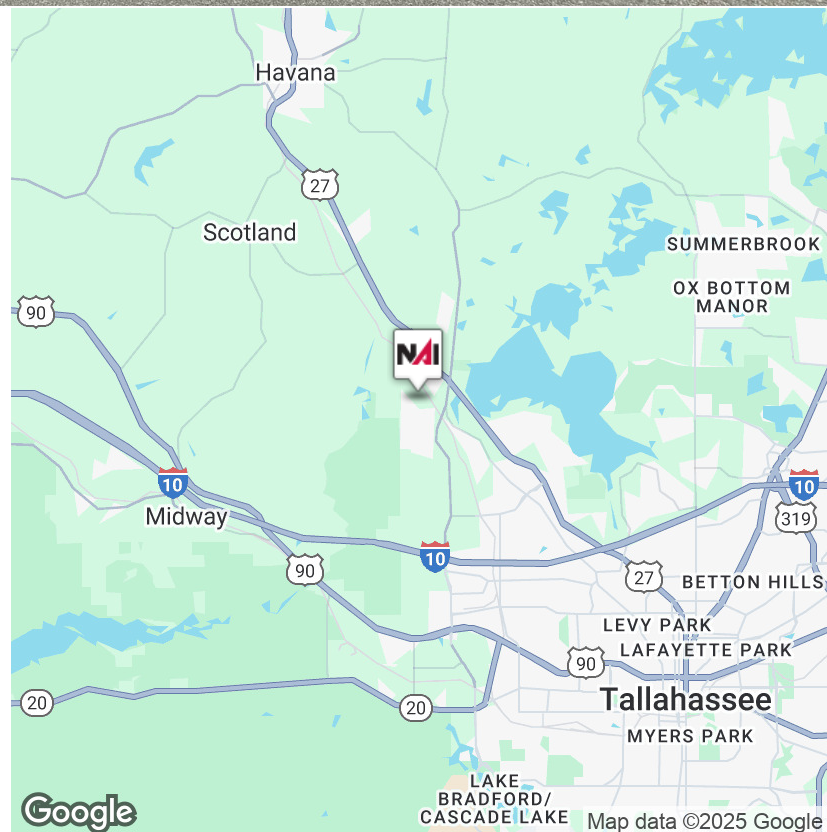 Havana
27
Scotland
SUMMERBROOK
OX BOTTOM
MANOR
90
NAI
10
10
Midway
319
10
90
27
BETTON HILLS
LEVY PARK
LAFAYETTE PARK
90
20
20
Tallahassee
MYERS PARK
LAKE
BRADFORD/
CASCADE LAKE
Google
Map data ©2025 Google